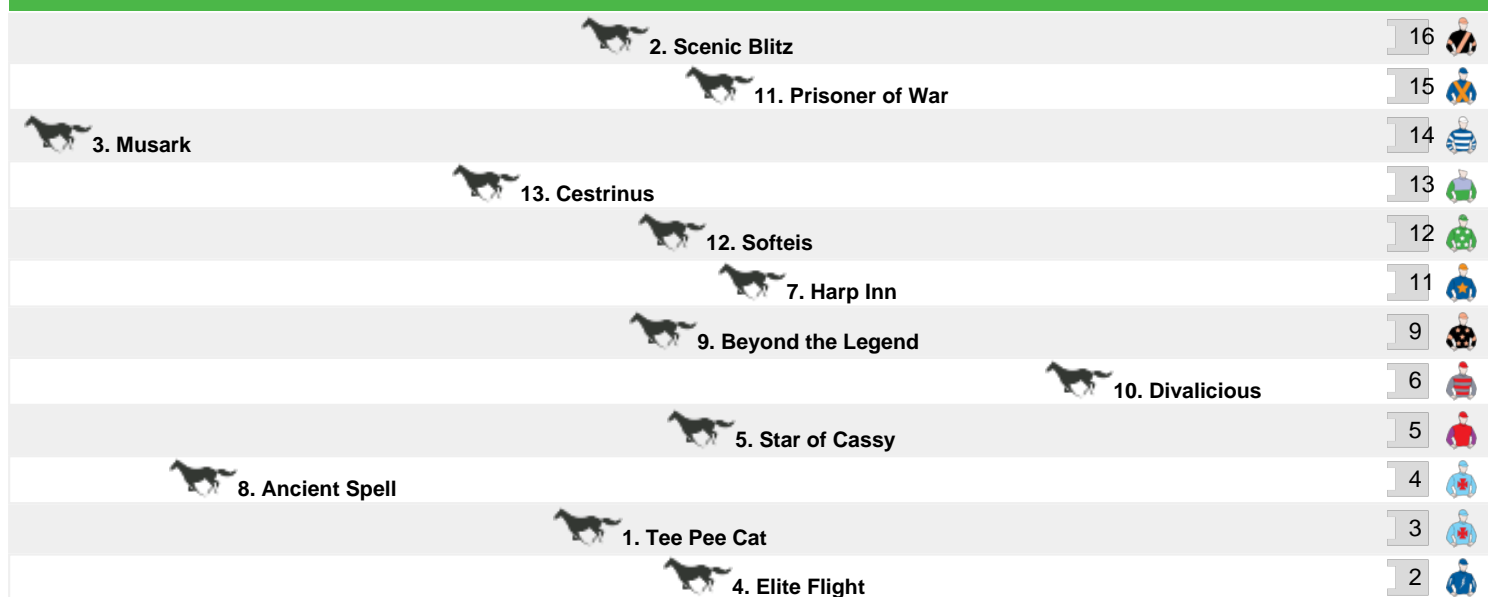 2. Scenic Blitz 16
11. Prisoner of War 15
3. Musark 14
13. Cestrinus 13
12. Softeis 12
7. Harp Inn 11
9. Beyond the Legend 9
10. Divalicious 6
5. Star of Cassy 5
8. Ancient Spell 4
1. Tee Pee Cat 3
4. Elite Flight 2